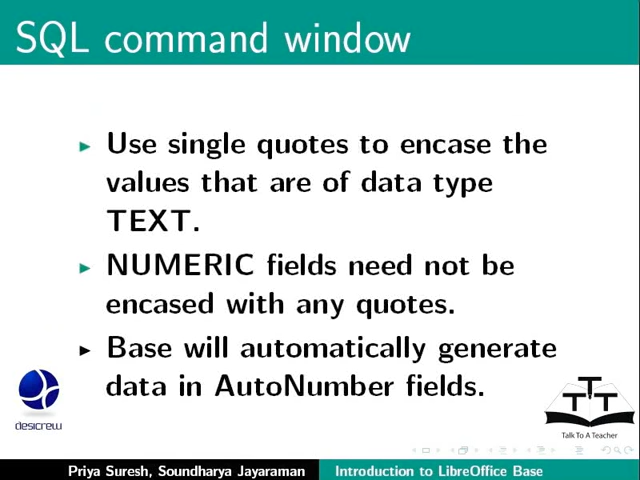 SQL command window
Use single quotes to encase the
values that are of data type
TEXT.
NUMERIC fields need not be
encased with any quotes.
Base will automatically generate
data in AutoNumber fields.
desicrew
TTT
Talk To A Teacher
Priya Suresh, Soundharya Jayaraman
Introduction to LibreOffice Base